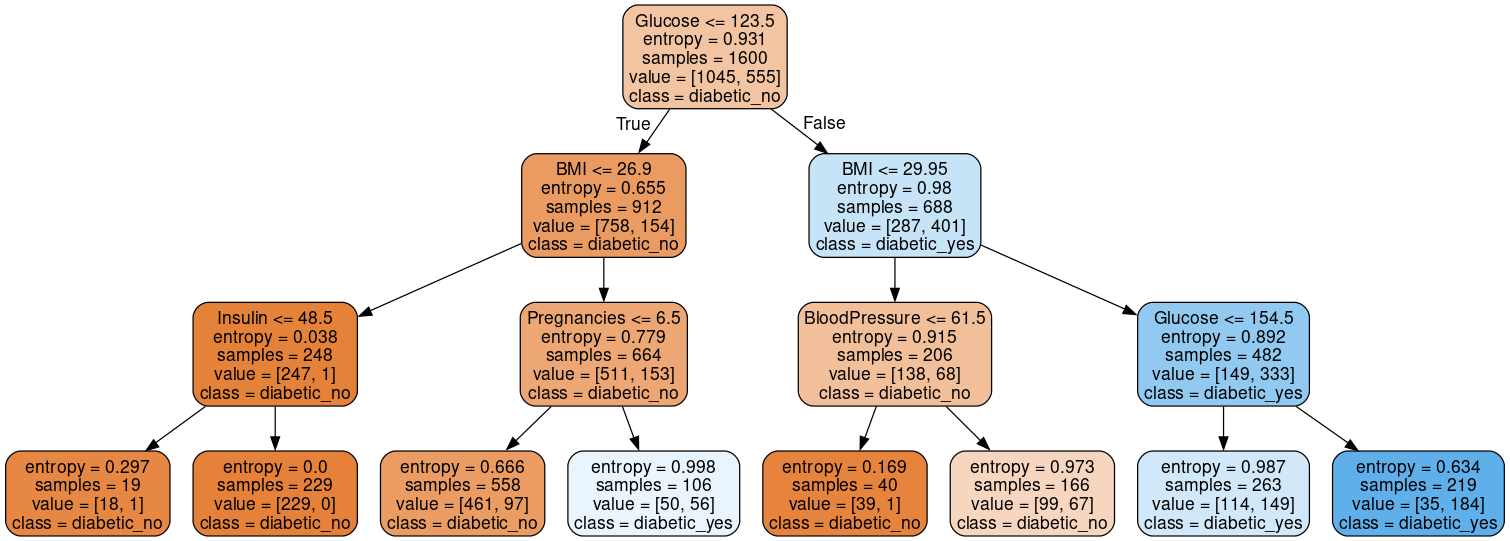 Glucose <= 123.5
entropy = 0.931
samples = 1600
value = [1045, 555]
class = diabetic_no
True
False
BMI <= 26.9
entropy = 0.655
samples = 912
value = [758, 154]
class = diabetic_no
BMI <= 29.95
entropy = 0.98
samples = 688
value = [287, 401]
class = diabetic_yes
Insulin <= 48.5
entropy = 0.038
samples = 248
value = [247, 1]
class = diabetic_no
Pregnancies <= 6.5
entropy = 0.779
samples = 664
value = [511, 153]
class = diabetic_no
BloodPressure <= 61.5
entropy = 0.915
samples = 206
value = [138, 68]
class = diabetic_no
Glucose <= 154.5
entropy = 0.892
samples = 482
value = [149, 333]
class = diabetic_yes
entropy = 0.297
samples = 19
value = [18, 1]
class = diabetic_no
entropy = 0.0
samples = 229
value = [229, 0]
class = diabetic_no
entropy = 0.666
samples = 558
value = [461, 97]
class = diabetic_no
entropy = 0.998
samples = 106
value = [50, 56]
class = diabetic_yes
entropy = 0.169
samples = 40
value = [39, 1]
class = diabetic_no
entropy = 0.973
samples = 166
value = [99, 67]
class = diabetic_no
entropy = 0.987
samples = 263
value = [114, 149]
class = diabetic_yes
entropy = 0.634
samples = 219
value = [35, 184]
class = diabetic_yes